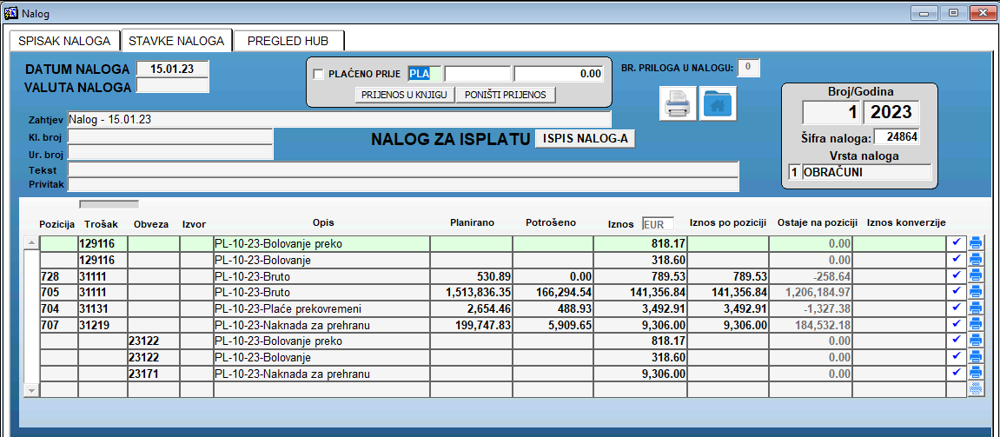 Nalog
SPISAK NALOGA STAVKE NALOGA PREGLED HUB
DATUM NALOGA 15.01.23
VALUTA NALOGA
PLAĆENO PRIJE PLA 0.00
PRIJENOS U KNJIGU PONIŠTI PRIJENOS
BR. PRILOGA U NALOGU: 0
Broj/Godina
1 2023
Šifra naloga: 24864
Vrsta naloga
1 OBRAČUNI
Zahtjev Nalog - 15.01.23
Kl. broj
Ur. broj
NALOG ZA ISPLATU ISPIS NALOG-A
Tekst
Privitak
Pozicija Trošak Obveza Izvor Opis Planirano Potrošeno Iznos EUR Iznos po poziciji Ostaje na poziciji Iznos konverzije
129116 PL-10-23-Bolovanje preko 818.17 0.00
129116 PL-10-23-Bolovanje 318.60 0.00
728 31111 PL-10-23-Bruto 530.89 0.00 789.53 789.53 -258.64
705 31111 PL-10-23-Bruto 1,513,836.35 166,294.54 141,356.84 141,356.84 1,206,184.97
704 31131 PL-10-23-Plaće prekovremeni 2,654.46 488.93 3,492.91 3,492.91 -1,327.38
707 31219 PL-10-23-Naknada za prehranu 199,747.83 5,909.65 9,306.00 9,306.00 184,532.18
23122 PL-10-23-Bolovanje preko 818.17 0.00
23122 PL-10-23-Bolovanje 318.60 0.00
23171 PL-10-23-Naknada za prehranu 9,306.00 0.00